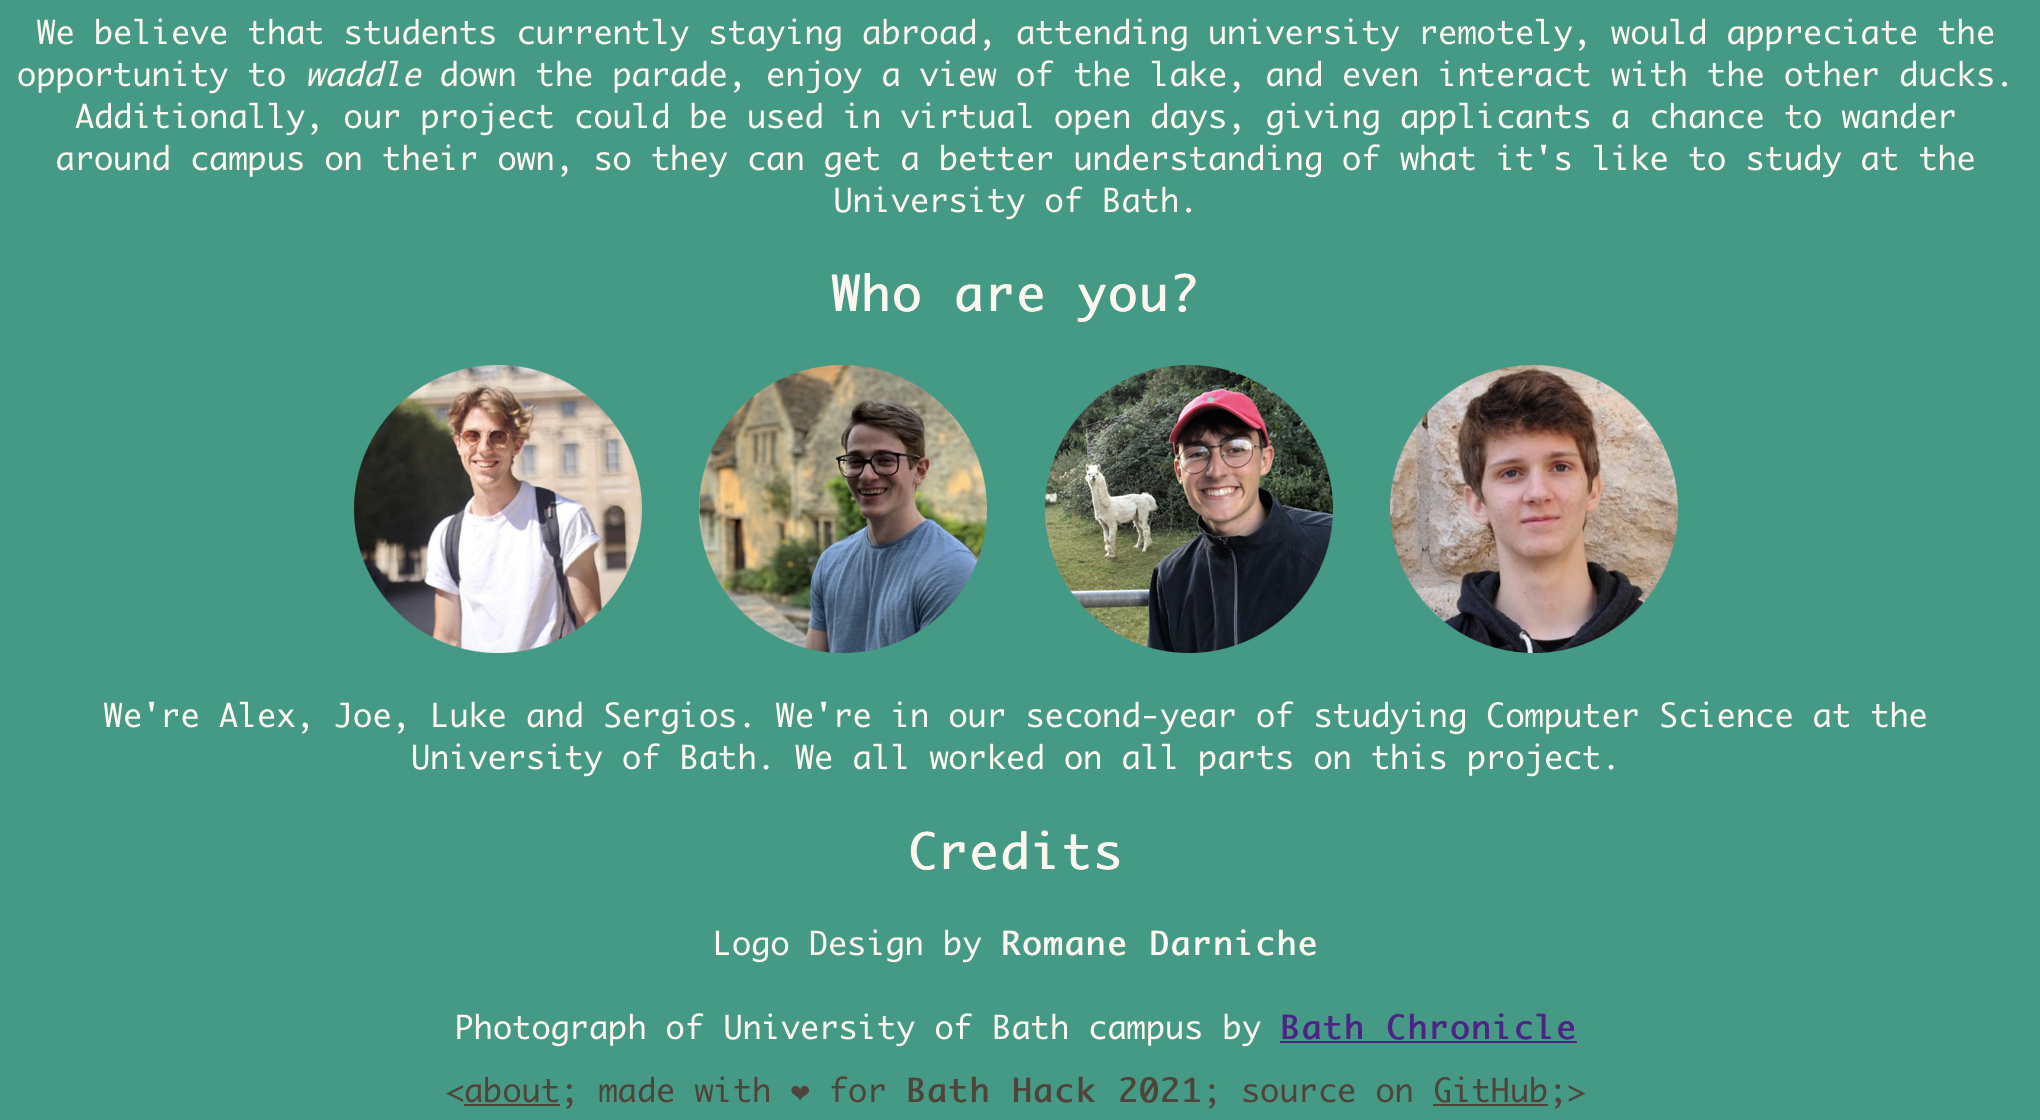 We believe that students currently staying abroad, attending university remotely, would appreciate the
opportunity to waddle down the parade, enjoy a view of the lake, and even interact with the other ducks.
Additionally, our project could be used in virtual open days, giving applicants a chance to wander
around campus on their own, so they can get a better understanding of what it's like to study at the
University of Bath.
Who are you?
We're Alex, Joe, Luke and Sergios. We're in our second-year of studying Computer Science at the
University of Bath. We all worked on all parts on this project.
Credits
Logo Design by Romane Darniche
Photograph of University of Bath campus by Bath Chronicle
<about; made with ❤ for Bath Hack 2021; source on GitHub;>